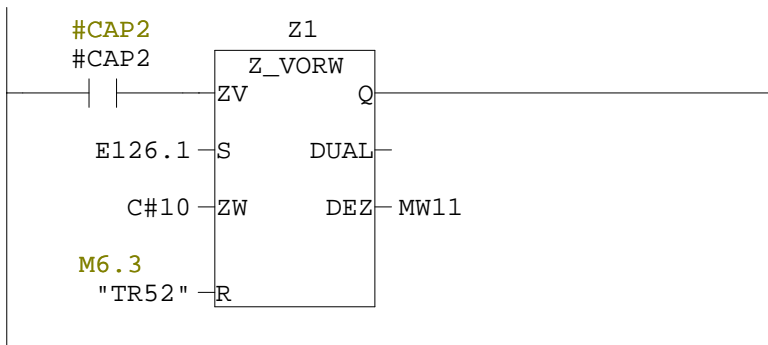 #CAP2 Z1
#CAP2 Z_VORW
ZV Q
E126.1 S DUAL
C#10 ZW DEZ MW11
M6.3
"TR52" R